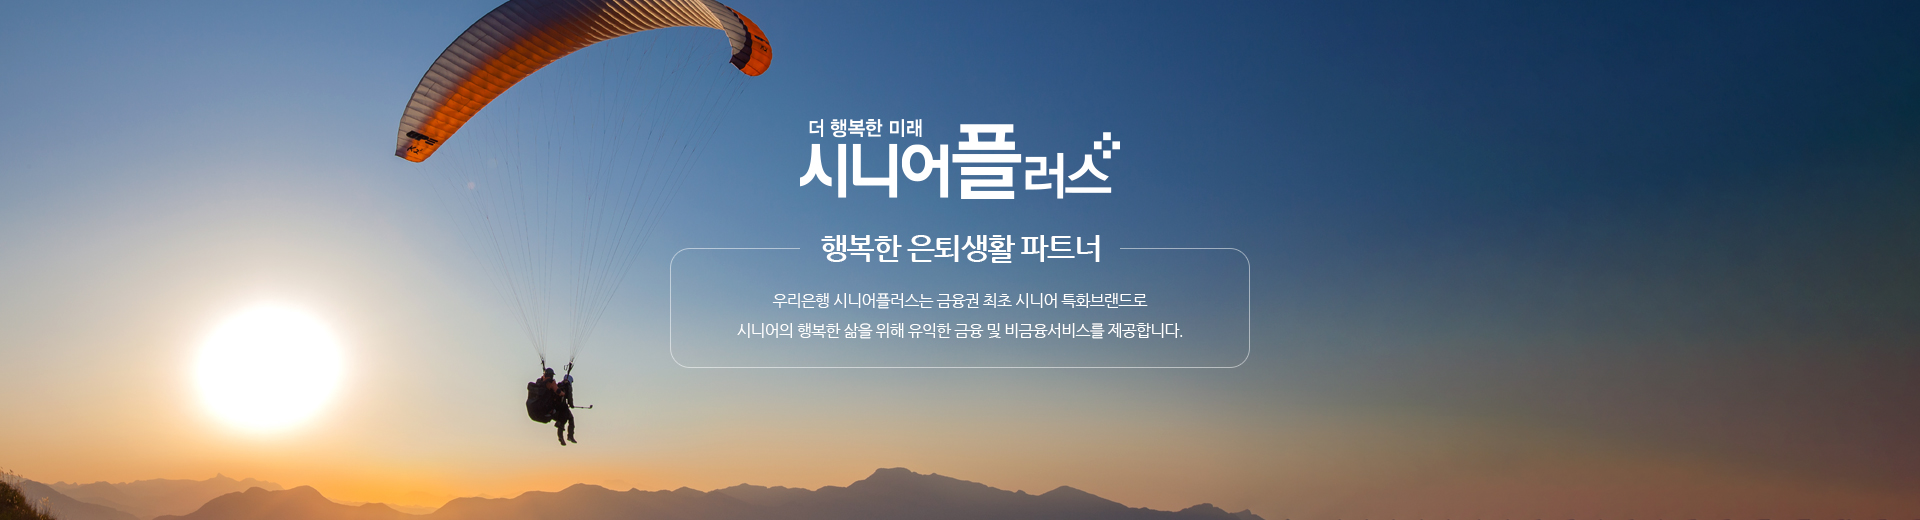 더 행복한 미래
시니어플러스
행복한 은퇴생활 파트너
우리은행 시니어플러스는 금융권 최초 시니어 특화브랜드로
시니어의 행복한 삶을 위해 유익한 금융 및 비금융서비스를 제공합니다.